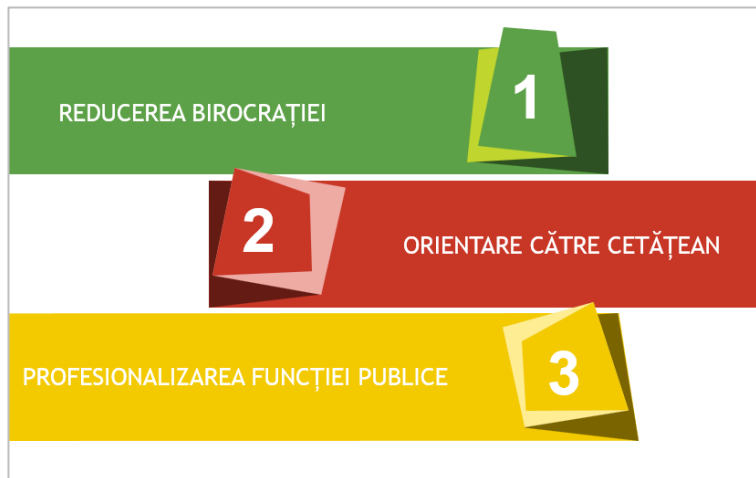 REDUCEREA BIROCRAȚIEI
1
2
ORIENTARE CĂTRE CETĂȚEAN
PROFESIONALIZAREA FUNCȚIEI PUBLICE
3